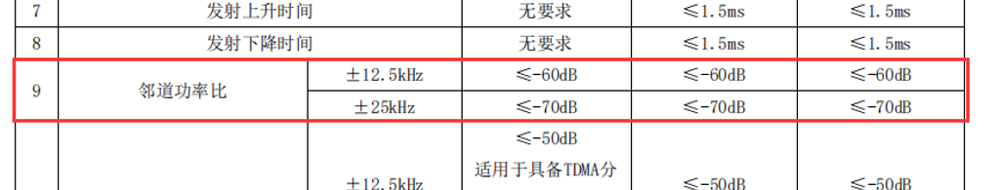 7 发射上升时间 无要求 ≤1.5ms ≤1.5ms
8 发射下降时间 无要求 ≤1.5ms ≤1.5ms
9 邻道功率比 ±12.5kHz ≤-60dB ≤-60dB ≤-60dB
±25kHz ≤-70dB ≤-70dB ≤-70dB
≤-50dB
适用于具备TDMA分
±12.5kHz ≤-50dB ≤-50dB